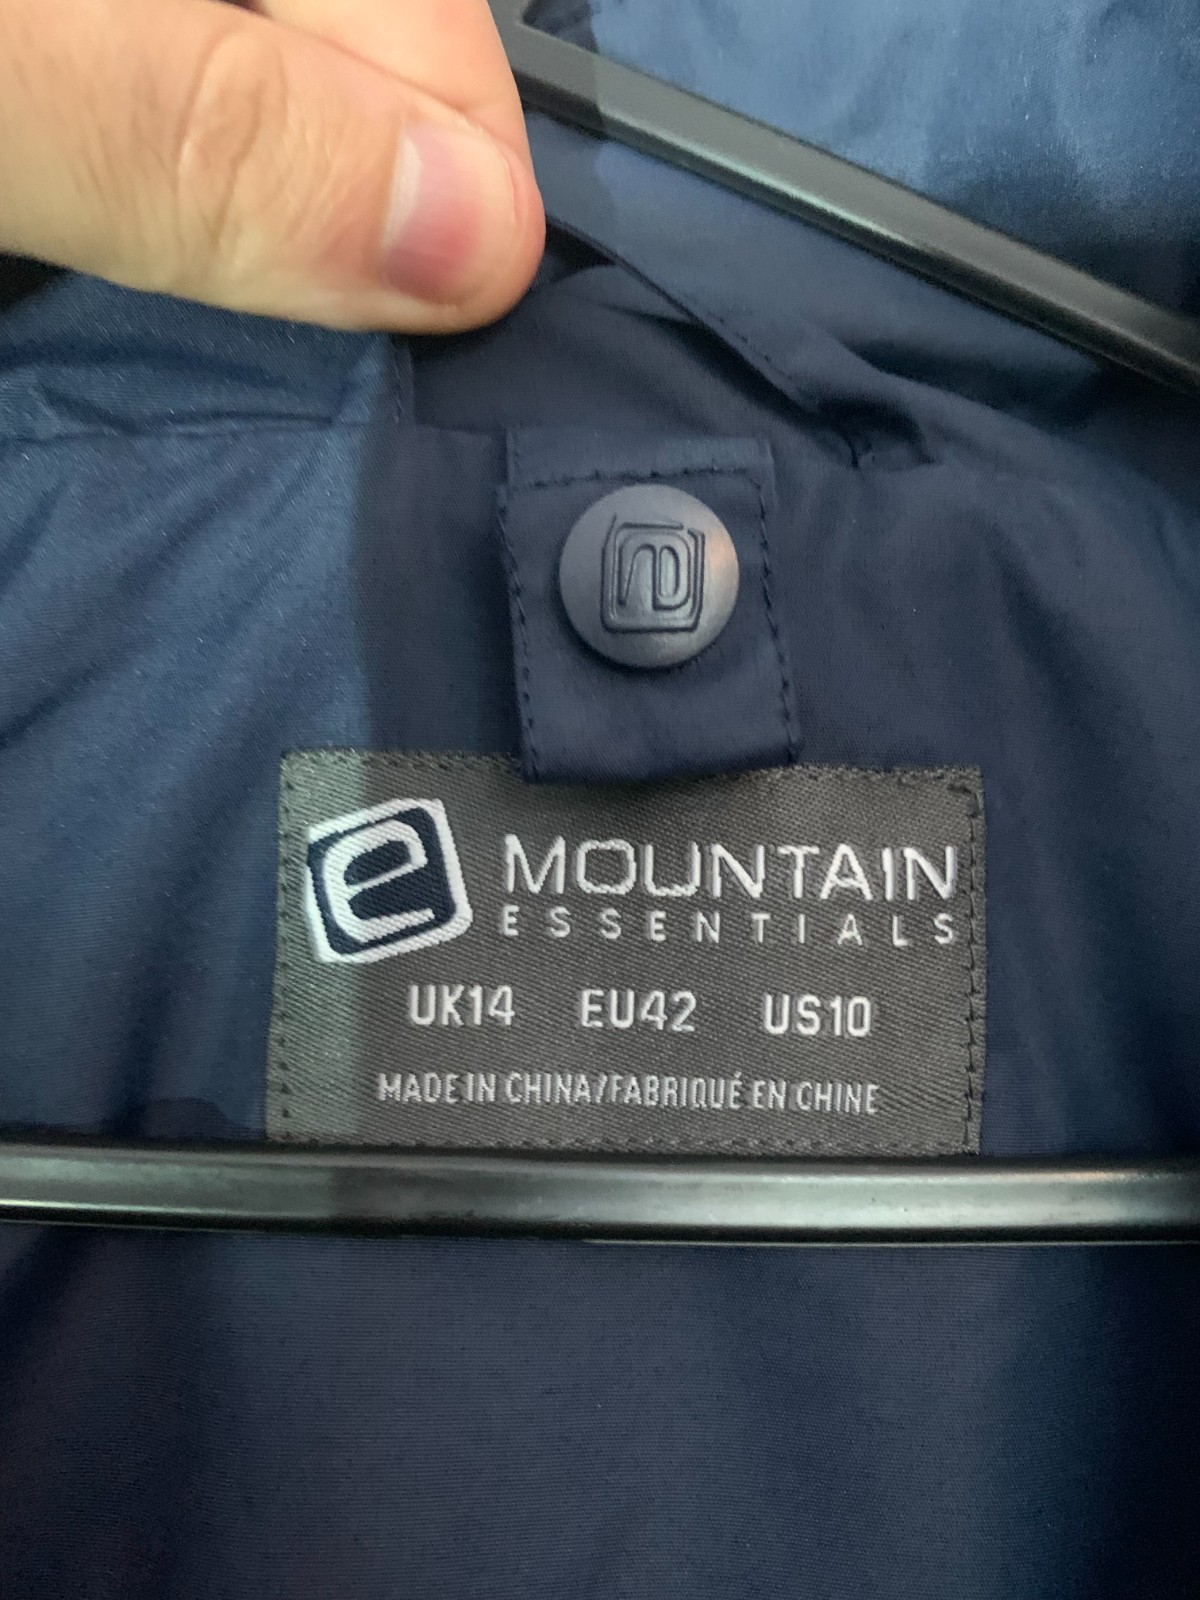 e MOUNTAIN
ESSENTIALS
UK14 EU42 US10
MADE IN CHINA/FABRIQUÉ EN CHINE